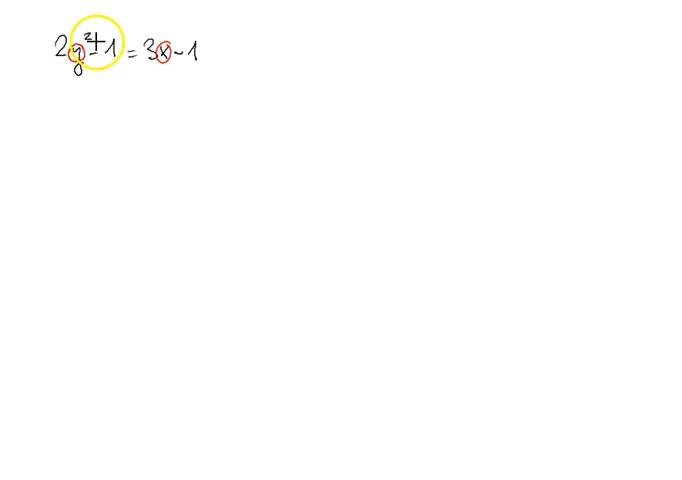 2y² - 1 = 3x - 1